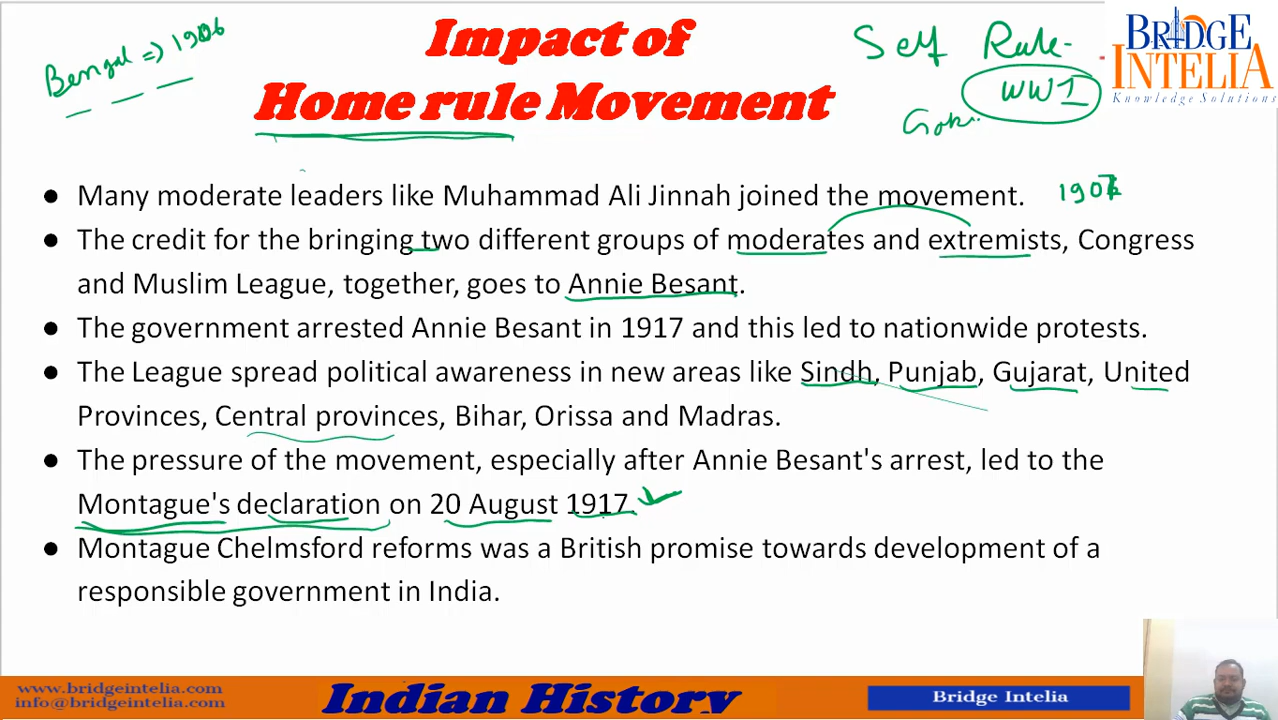 Bengal => 1906
Impact of
Home rule Movement
Self Rule-
WW1
BRIDGE
INTELIA
Knowledge Solutions
● Many moderate leaders like Muhammad Ali Jinnah joined the movement.
● The credit for the bringing two different groups of moderates and extremists, Congress
and Muslim League, together, goes to Annie Besant.
● The government arrested Annie Besant in 1917 and this led to nationwide protests.
● The League spread political awareness in new areas like Sindh, Punjab, Gujarat, United
Provinces, Central provinces, Bihar, Orissa and Madras.
● The pressure of the movement, especially after Annie Besant's arrest, led to the
Montague's declaration on 20 August 1917.
● Montague Chelmsford reforms was a British promise towards development of a
responsible government in India.
www.bridgeintelia.com
info@bridgeintelia.com
Indian History
Bridge Intelia